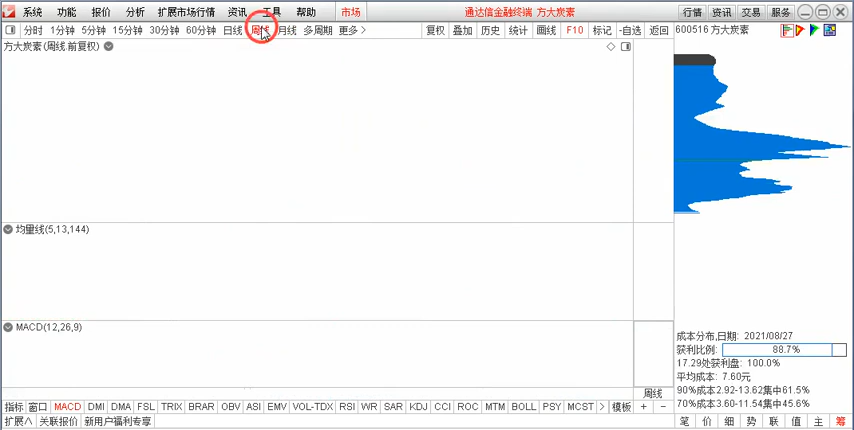 系统 功能 报价 分析 扩展市场行情 资讯 工具 帮助 市场 通达信金融终端 方大炭素 行情 资讯 交易 服务
分时 1分钟 5分钟 15分钟 30分钟 60分钟 日线 周线 月线 多周期 更多 复权 叠加 历史 统计 画线 F10 标记 -自选 返回 600516 方大炭素
方大炭素(周线.前复权)
均量线(5,13,144)
MACD(12,26,9)
成本分布,日期: 2021/08/27
获利比例: 88.7%
17.29处获利盘: 100.0%
平均成本: 7.60元
90%成本2.92-13.62集中61.5%
70%成本3.60-11.54集中45.6%
周线
指标 窗口 MACD DMI DMA FSL TRIX BRAR OBV ASI EMV VOL-TDX RSI WR SAR KDJ CCI ROC MTM BOLL PSY MCST 模板 + -
扩展∧ 关联报价 新用户福利专享 笔 价 细 势 联 值 主 筹